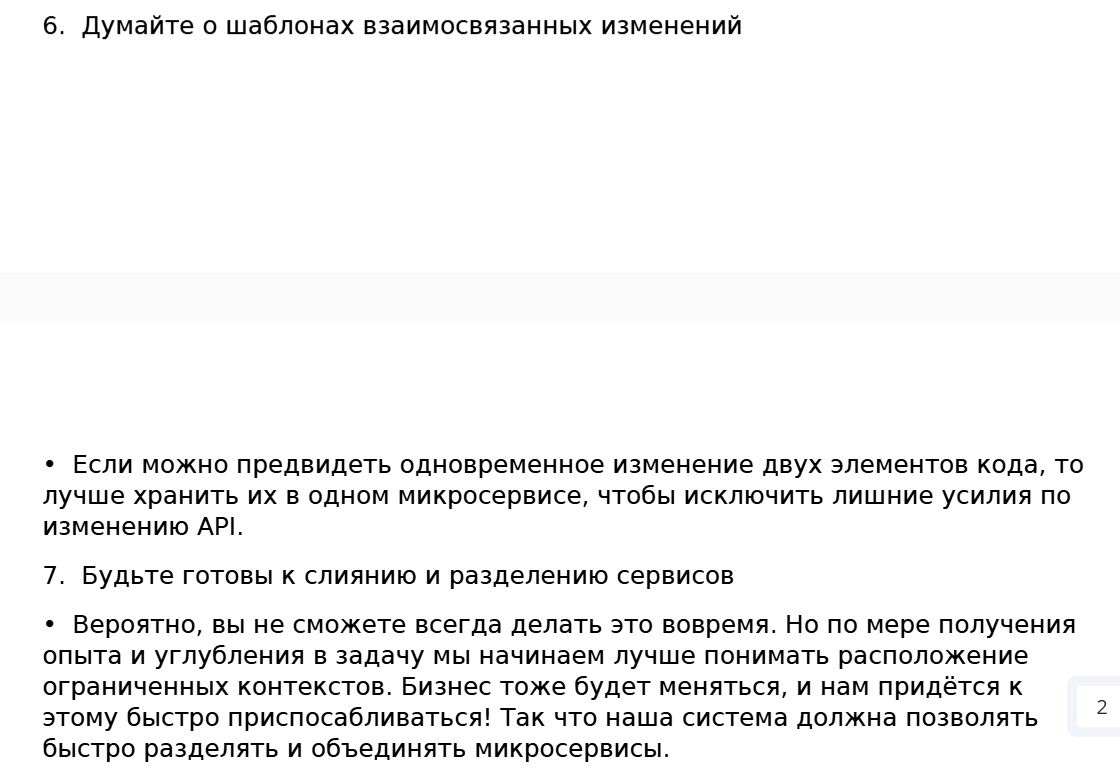 6. Думайте о шаблонах взаимосвязанных изменений
• Если можно предвидеть одновременное изменение двух элементов кода, то
лучше хранить их в одном микросервисе, чтобы исключить лишние усилия по
изменению API.
7. Будьте готовы к слиянию и разделению сервисов
• Вероятно, вы не сможете всегда делать это вовремя. Но по мере получения
опыта и углубления в задачу мы начинаем лучше понимать расположение
ограниченных контекстов. Бизнес тоже будет меняться, и нам придётся к
этому быстро приспосабливаться! Так что наша система должна позволять
быстро разделять и объединять микросервисы.
2